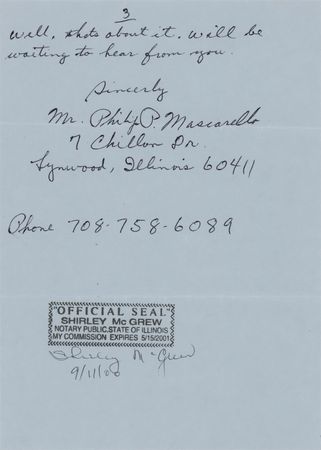 3
Well, thats about it. Will be
waiting to hear from you.
Sincerly
Mr. Philip P. Mascarello
7 Chillon Dr.
Lynwood, Illinois 60411
Phone 708-758-6089
"OFFICIAL SEAL"
SHIRLEY Mc GREW
NOTARY PUBLIC, STATE OF ILLINOIS
MY COMMISSION EXPIRES 5/15/2001
Shirley McGrew
9/11/00